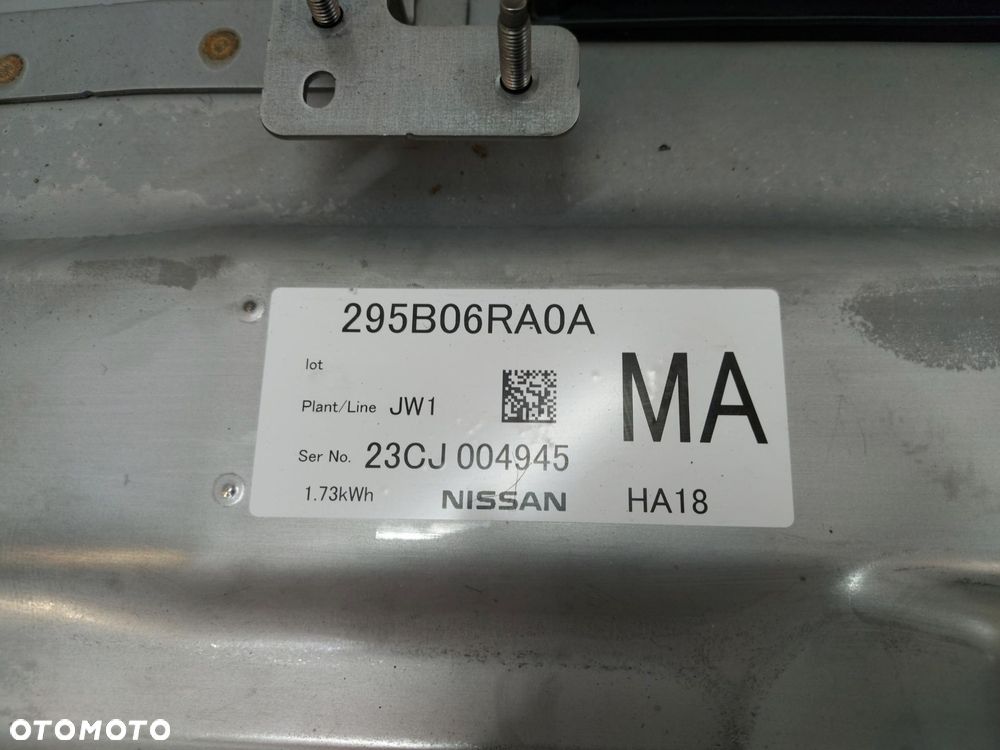 295B06RA0A
lot
MA
Plant/Line JW1
Ser No. 23CJ 004945
1.73kWh NISSAN HA18
OTOMOTO